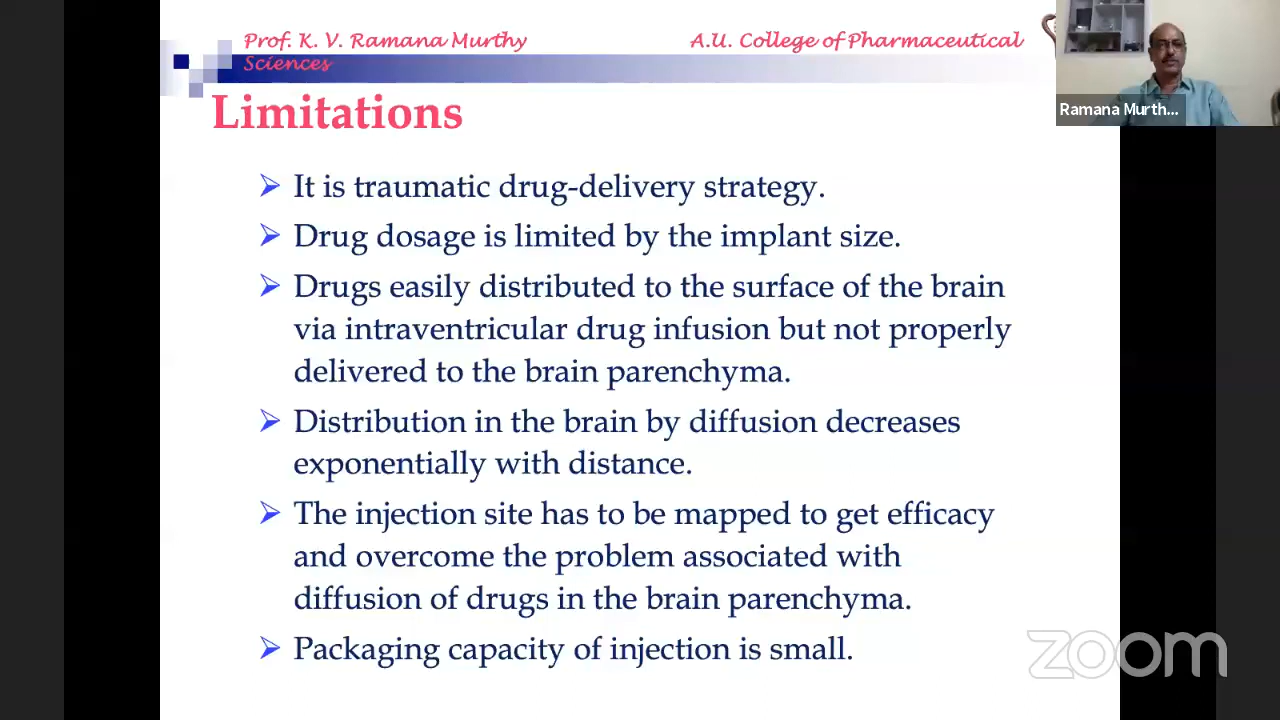 Prof. K. V. Ramana Murthy A.U. College of Pharmaceutical
Sciences
Ramana Murth...
Limitations
It is traumatic drug-delivery strategy.
Drug dosage is limited by the implant size.
Drugs easily distributed to the surface of the brain
via intraventricular drug infusion but not properly
delivered to the brain parenchyma.
Distribution in the brain by diffusion decreases
exponentially with distance.
The injection site has to be mapped to get efficacy
and overcome the problem associated with
diffusion of drugs in the brain parenchyma.
Packaging capacity of injection is small.
zoom